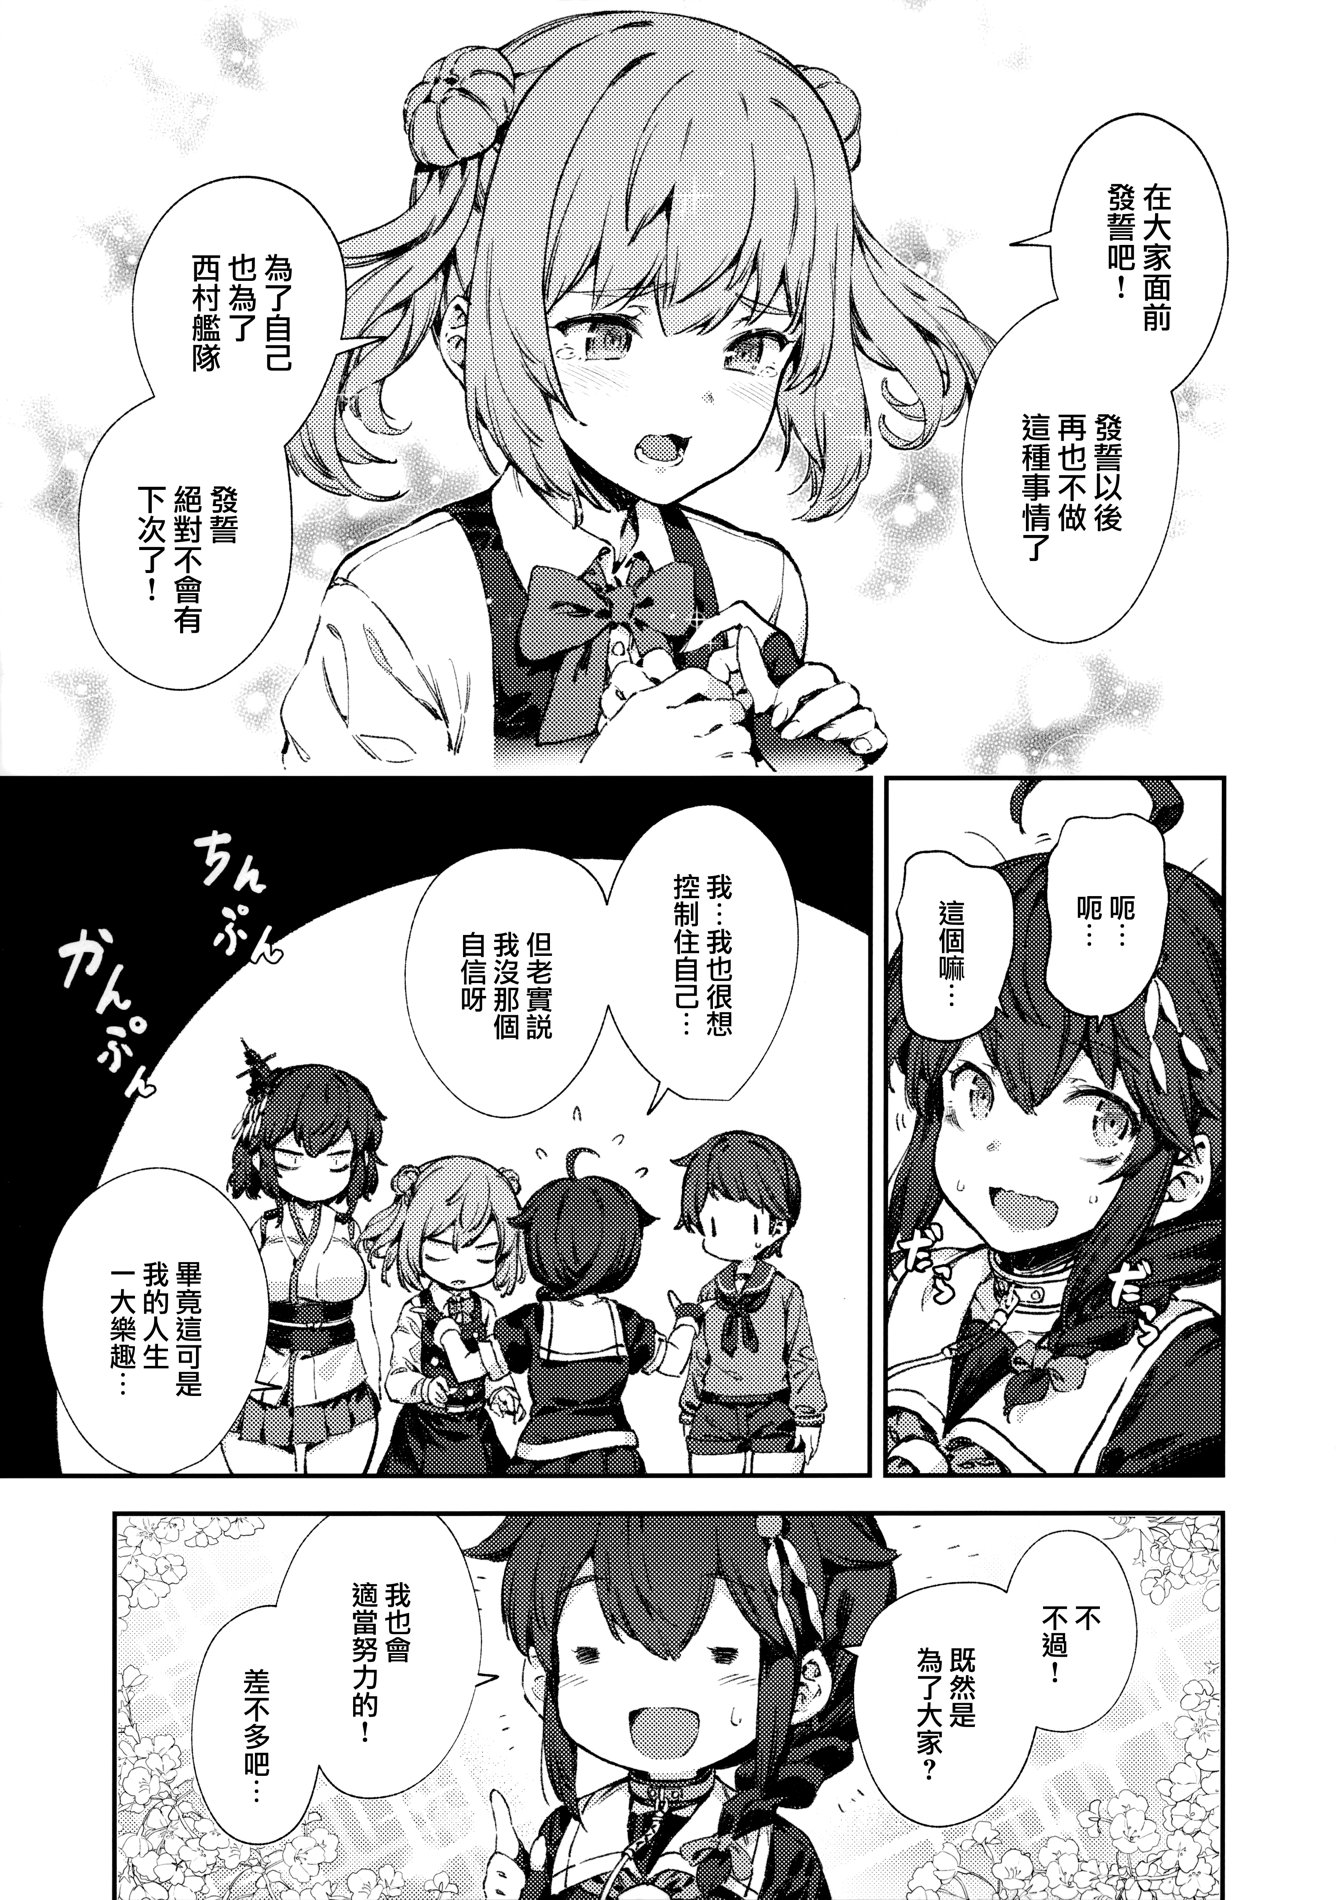 在大家面前
發誓吧！
發誓以後
再也不做
這種事情了
為了自己
也為了
西村艦隊
發誓
絕對不會有
下次了！
呃…
呃…
這個嘛…
だら
だら
我…我也很想
控制住自己…
但老實説
我沒那個
自信呀
ちん
ぷん
かん
ぷん
畢竟這可是
我的人生
一大樂趣…
不
不過！
既然是
為了大家？
我也會
適當努力的！
差不多吧…